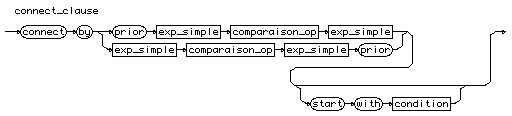 connect_clause
connect by prior exp_simple comparaison_op exp_simple
exp_simple comparaison_op exp_simple prior
start with condition